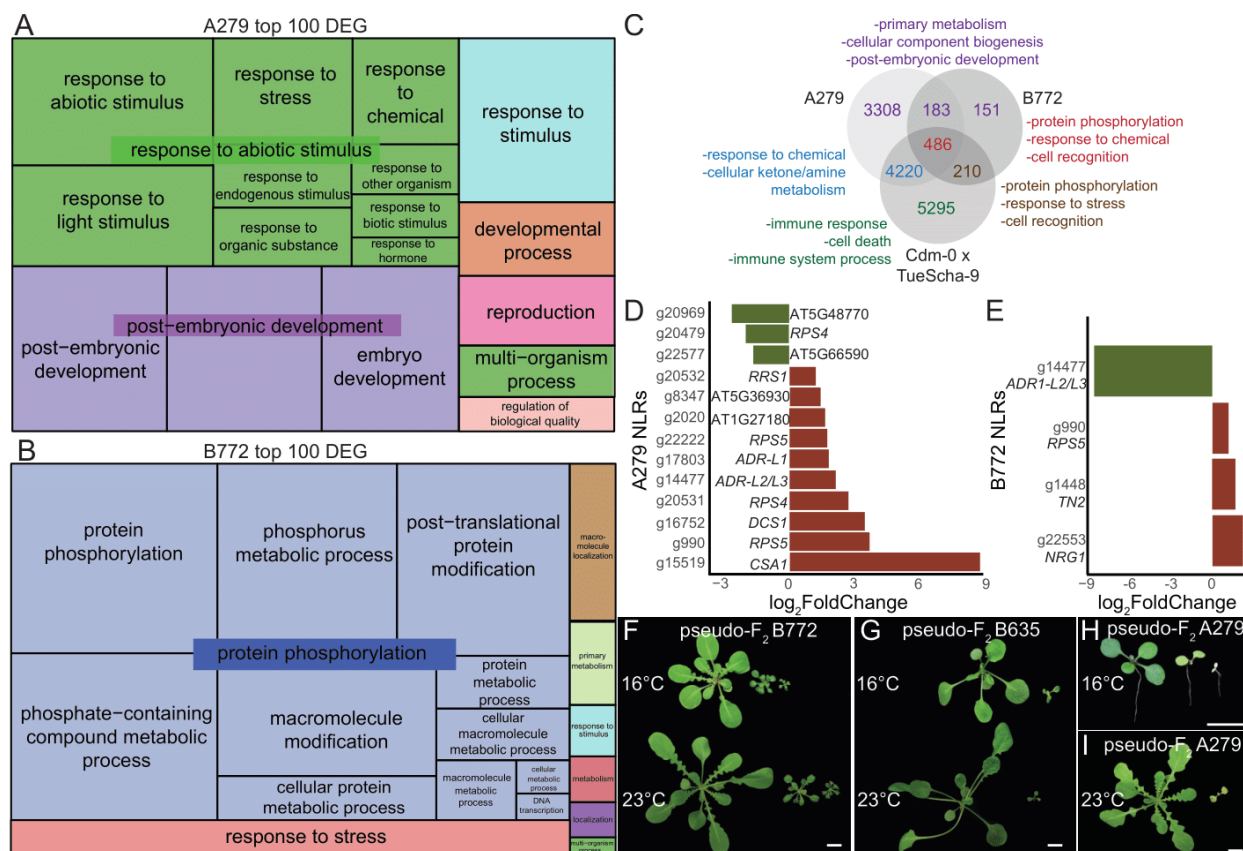 A
A279 top 100 DEG
response to
abiotic stimulus
response to
stress
response
to
chemical
response to abiotic stimulus
response to
light stimulus
response to
endogenous stimulus
response to
organic substance
response to
other organism
response to
biotic stimulus
response to
hormone
response to
stimulus
developmental
process
reproduction
multi−organism
process
regulation of
biological quality
post-embryonic development
post−embryonic
development
embryo
development
B
B772 top 100 DEG
protein
phosphorylation
phosphorus
metabolic process
post−translational
protein
modification
protein phosphorylation
phosphate−containing
compound metabolic
process
macromolecule
modification
cellular protein
metabolic process
protein
metabolic process
cellular
macromolecule
metabolic process
macromolecule
metabolic process
cellular
metabolic process
DNA
transcription
response to stress
macro-
molecule
localization
primary
metabolism
response to
stimulus
metabolism
localization
multi−organism
process
C
-primary metabolism
-cellular component biogenesis
-post-embryonic development
A279
B772
3308
183
151
486
4220
210
5295
-protein phosphorylation
-response to chemical
-cell recognition
-response to chemical
-cellular ketone/amine
metabolism
-protein phosphorylation
-response to stress
-cell recognition
-immune response
-cell death
-immune system process
Cdm-0 x
TueScha-9
D
A279 NLRs
g20969
AT5G48770
g20479
RPS4
g22577
AT5G66590
g20532
RRS1
g8347
AT5G36930
g2020
AT1G27180
g22222
RPS5
g17803
ADR-L1
g14477
ADR-L2/L3
g20531
RPS4
g16752
DCS1
g990
RPS5
g15519
CSA1
0 3 6 9
log2FoldChange
E
B772 NLRs
g14477
ADR1-L2/L3
g990
RPS5
g1448
TN2
g22553
NRG1
-9 -6 -3 0
log2FoldChange
F
pseudo-F2 B772
16°C
23°C
G
pseudo-F2 B635
16°C
23°C
H
pseudo-F2 A279
16°C
I
pseudo-F2 A279
23°C